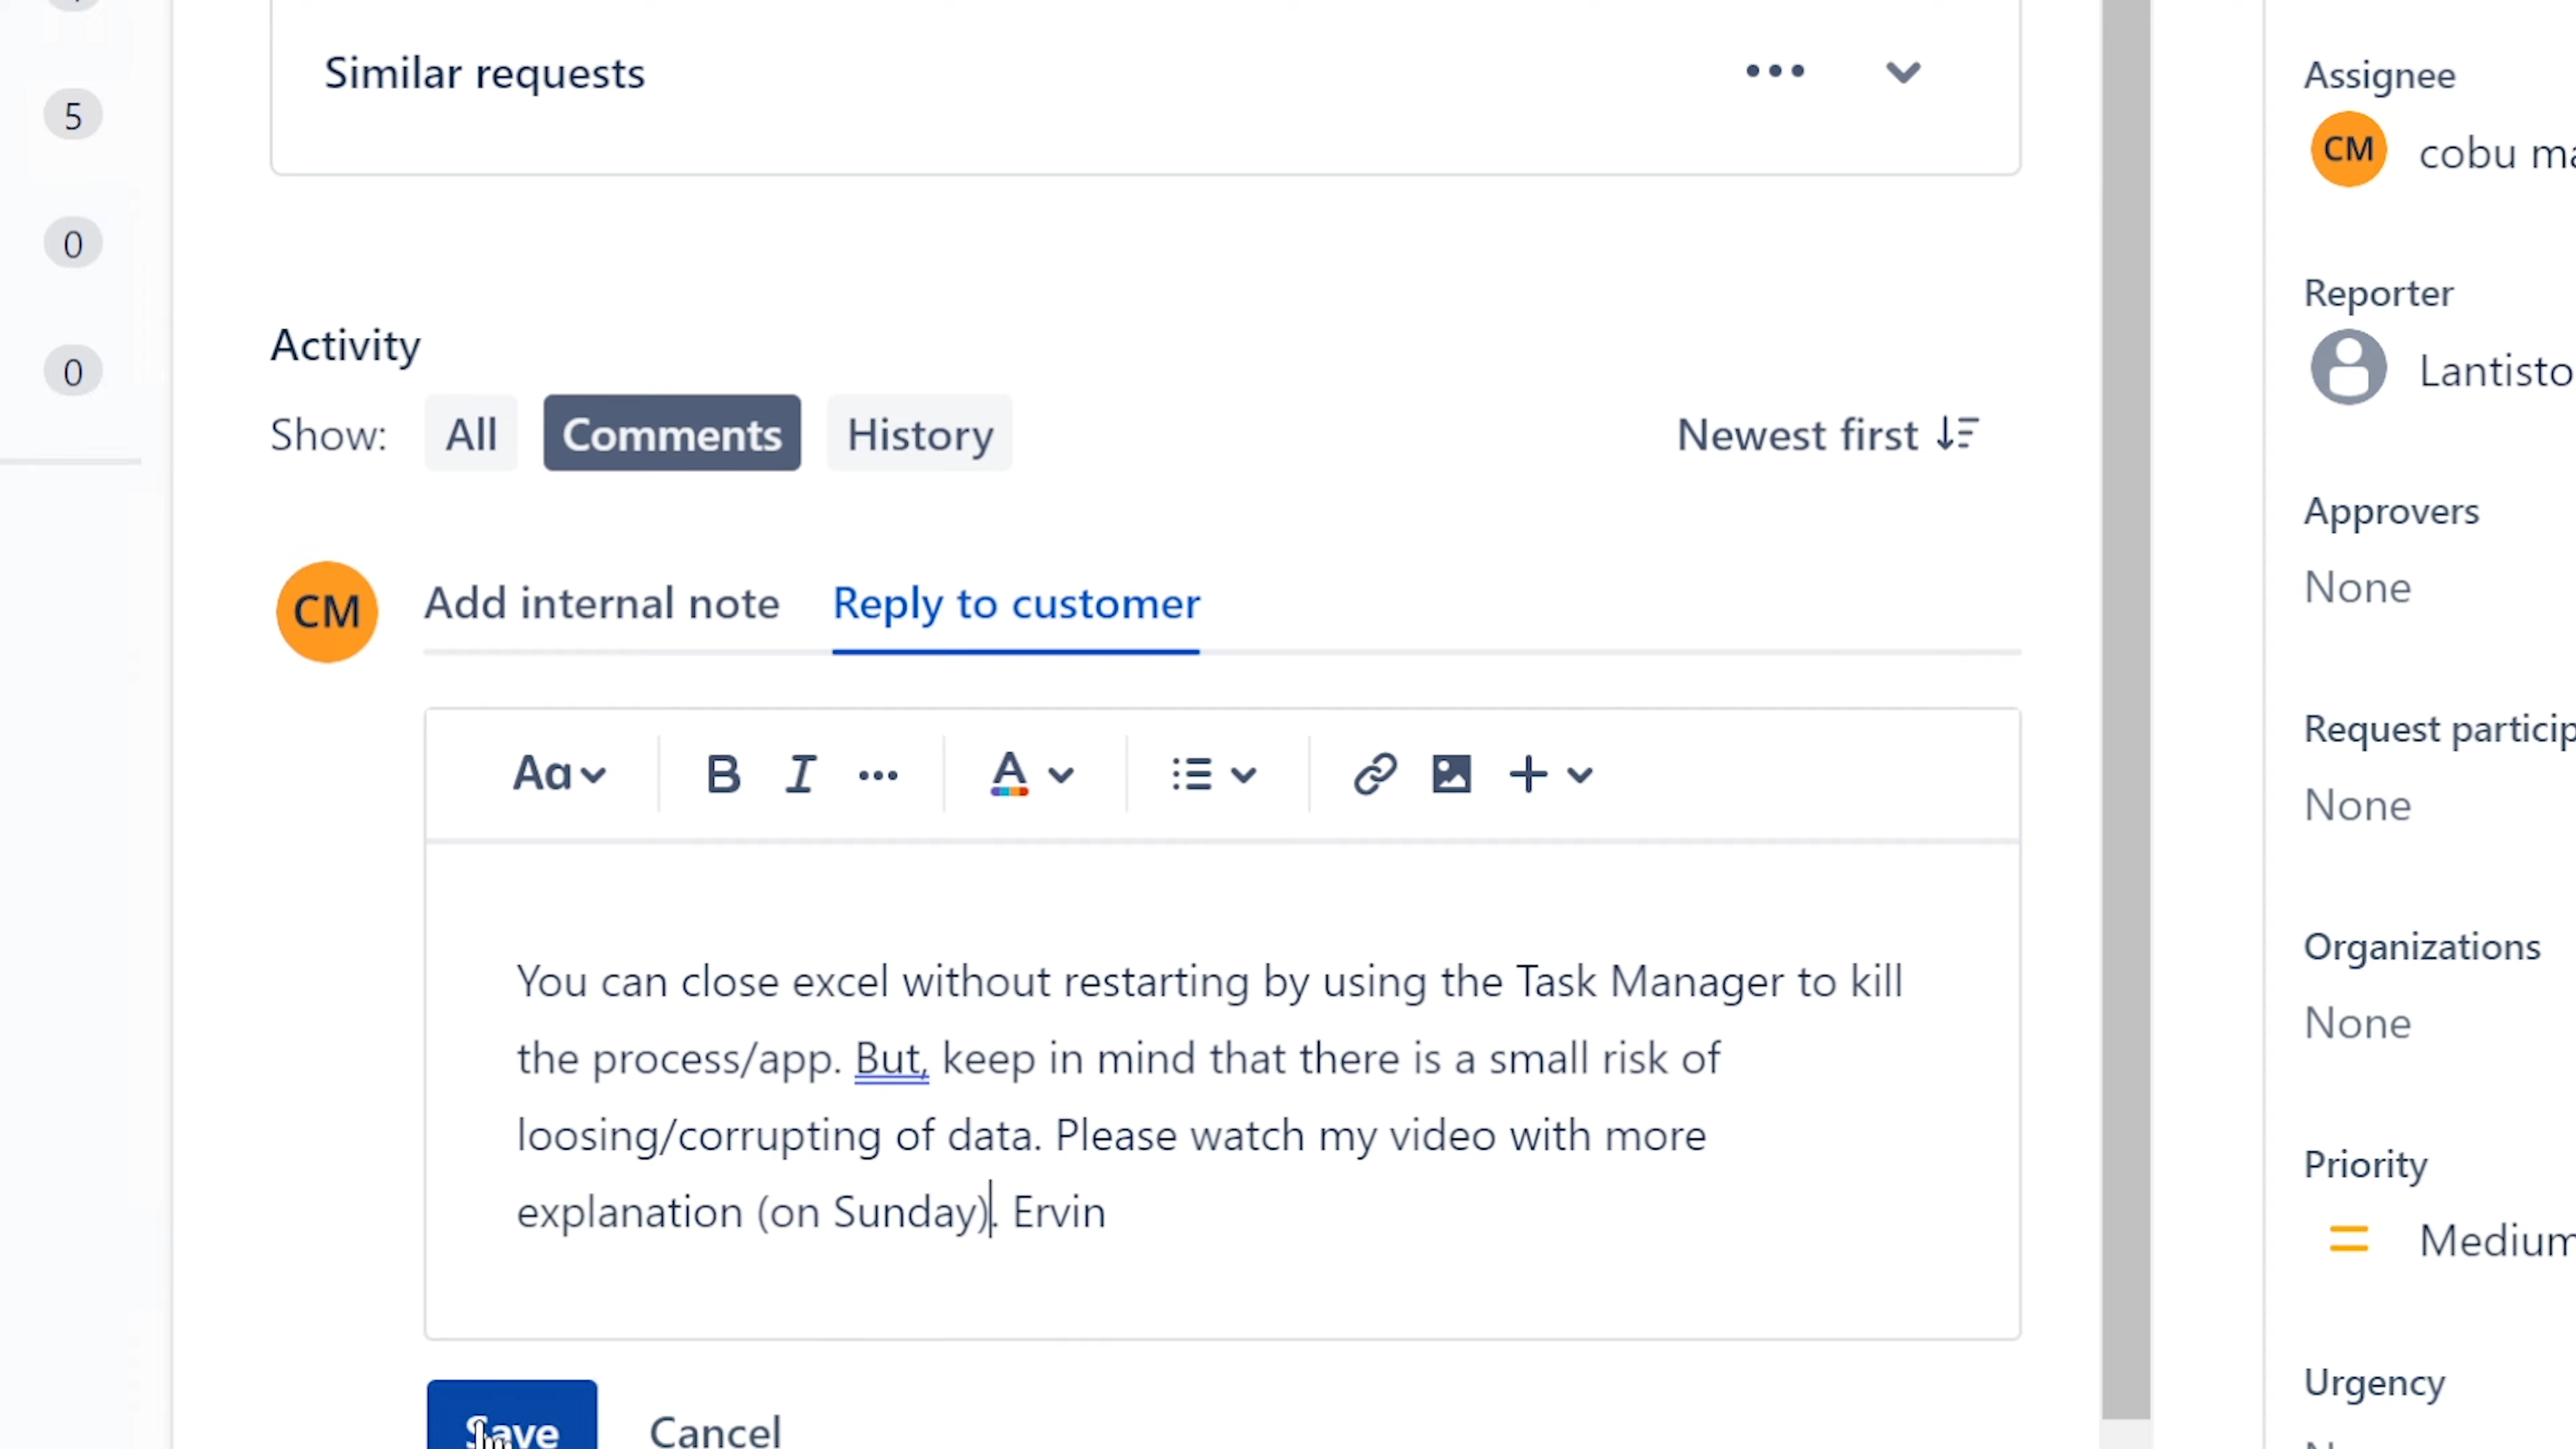 Similar requests
5
0
0
Activity
Show: All Comments History
Newest first
CM
Add internal note Reply to customer
Aa B I A
You can close excel without restarting by using the Task Manager to kill
the process/app. But, keep in mind that there is a small risk of
loosing/corrupting of data. Please watch my video with more
explanation (on Sunday). Ervin
Save Cancel
Assignee
CM cobu
Reporter
Lantisto
Approvers
None
Request
None
Organizations
None
Priority
Medium
Urgency